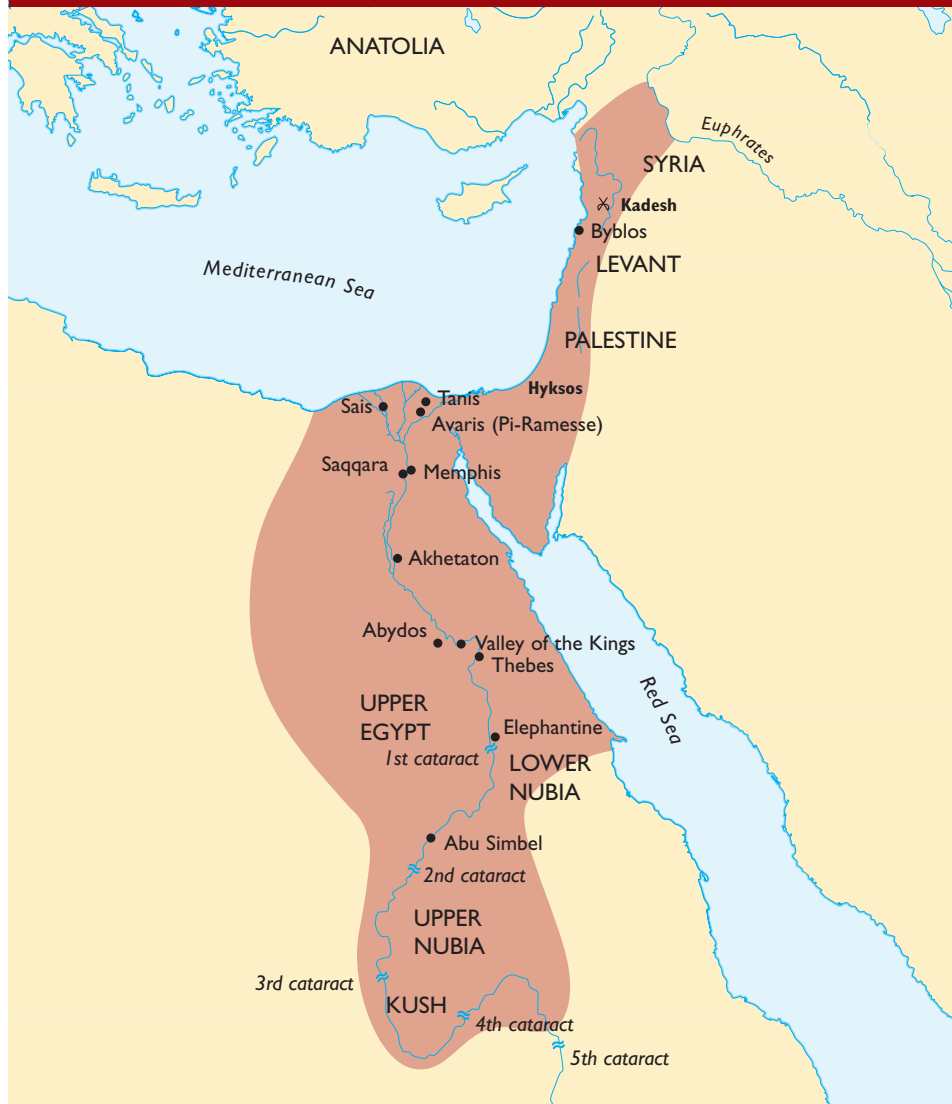 ANATOLIA
Euphrates
SYRIA
Kadesh
Byblos
LEVANT
Mediterranean Sea
PALESTINE
Hyksos
Tanis
Sais
Avaris (Pi-Ramesse)
Saqqara
Memphis
Akhetaton
Abydos
Valley of the Kings
Thebes
Red Sea
UPPER
EGYPT
Elephantine
1st cataract
LOWER
NUBIA
Abu Simbel
2nd cataract
UPPER
NUBIA
3rd cataract
KUSH
4th cataract
5th cataract